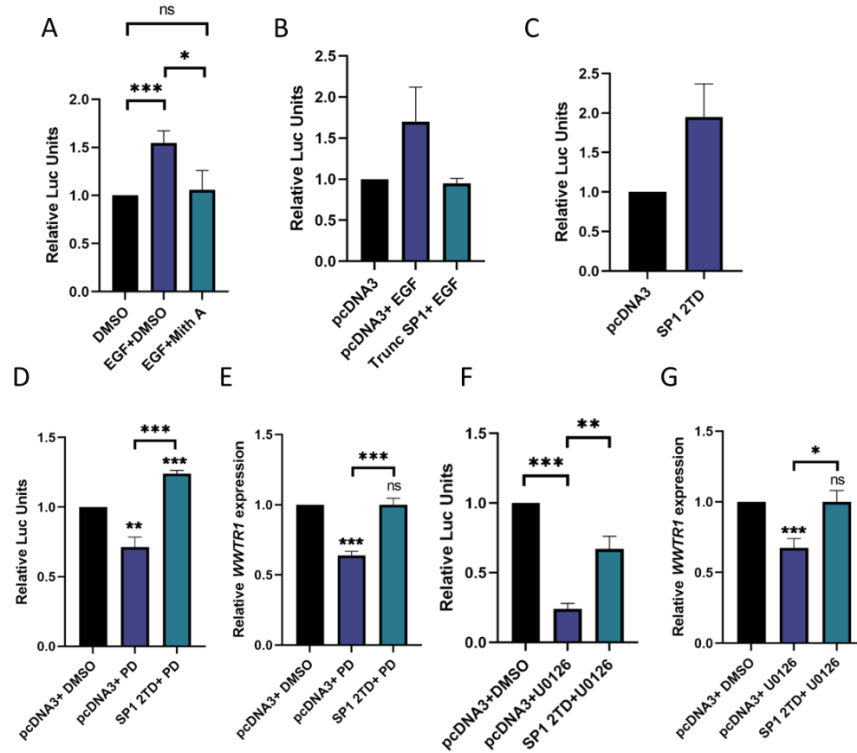 A
ns
***
*
Relative Luc Units
2.0
1.5
1.0
0.5
0.0
DMSO
EGF+DMSO
EGF+Mith A
B
Relative Luc Units
2.5
2.0
1.5
1.0
0.5
0.0
pcDNA3
pcDNA3+ EGF
Trunc SP1+ EGF
C
Relative Luc Units
2.5
2.0
1.5
1.0
0.5
0.0
pcDNA3
SP1 2TD
D
***
***
**
Relative Luc Units
1.5
1.0
0.5
0.0
pcDNA3+ DMSO
pcDNA3+ PD
SP1 2TD+ PD
E
***
ns
***
Relative WWTR1 expression
1.5
1.0
0.5
0.0
pcDNA3+ DMSO
pcDNA3+ PD
SP1 2TD+ PD
F
**
***
Relative Luc Units
1.5
1.0
0.5
0.0
pcDNA3+DMSO
pcDNA3+U0126
SP1 2TD+U0126
G
*
ns
***
Relative WWTR1 expression
1.5
1.0
0.5
0.0
pcDNA3+ DMSO
pcDNA3+ U0126
SP1 2TD+ U0126